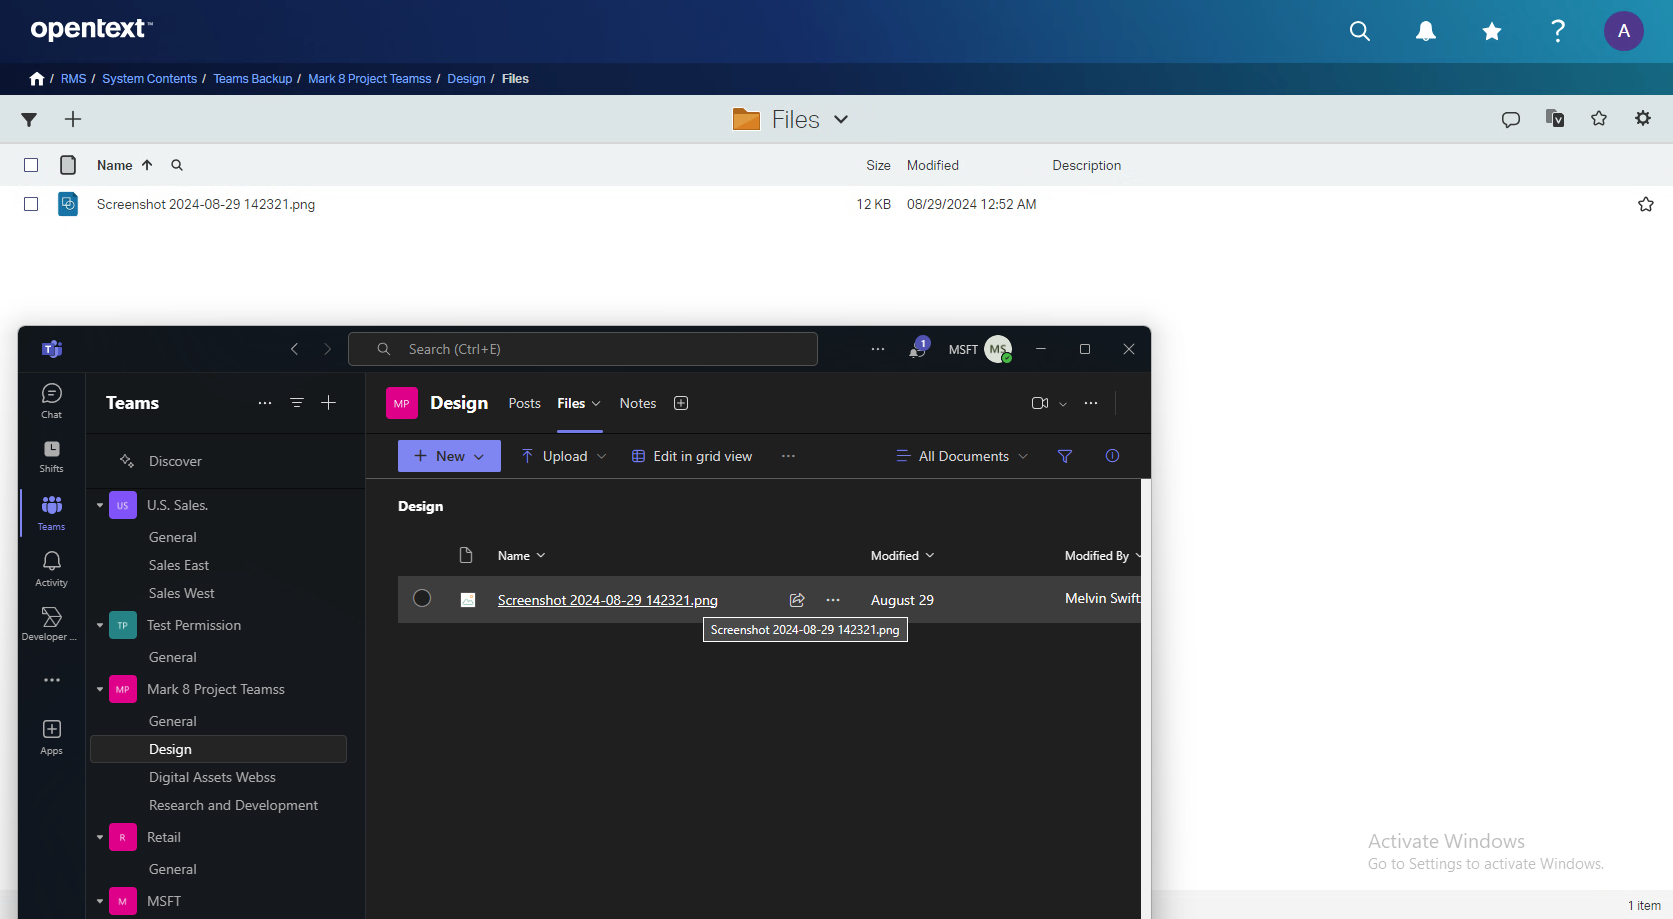 opentext™
A
/ RMS / System Contents / Teams Backup / Mark 8 Project Teamss / Design / Files
Files
Name Size Modified Description
Screenshot 2024-08-29 142321.png 12 KB 08/29/2024 12:52 AM
Search (Ctrl+E)
1
MSFT MS
Chat
Shifts
Teams
Activity
Developer ...
Apps
Teams
Discover
US U.S. Sales.
General
Sales East
Sales West
TP Test Permission
General
MP Mark 8 Project Teamss
General
Design
Digital Assets Webss
Research and Development
R Retail
General
M MSFT
MP Design Posts Files Notes
New Upload Edit in grid view All Documents
Design
Name Modified Modified By
Screenshot 2024-08-29 142321.png August 29 Melvin Swift
Screenshot 2024-08-29 142321.png
Activate Windows
Go to Settings to activate Windows.
1 item